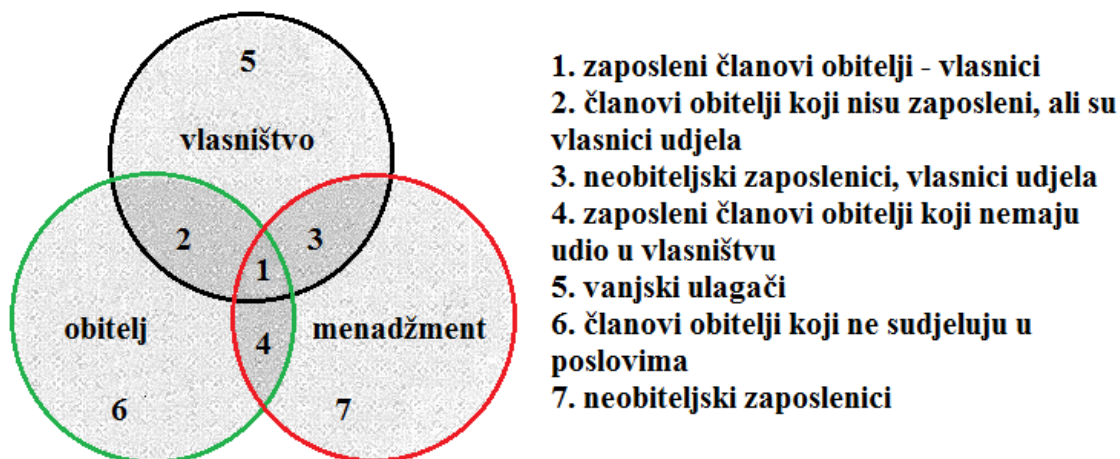 5
vlasništvo
2
3
1
obitelj
menadžment
4
6
7
1. zaposleni članovi obitelji - vlasnici
2. članovi obitelji koji nisu zaposleni, ali su
vlasnici udjela
3. neobiteljski zaposlenici, vlasnici udjela
4. zaposleni članovi obitelji koji nemaju
udio u vlasništvu
5. vanjski ulagači
6. članovi obitelji koji ne sudjeluju u
poslovima
7. neobiteljski zaposlenici